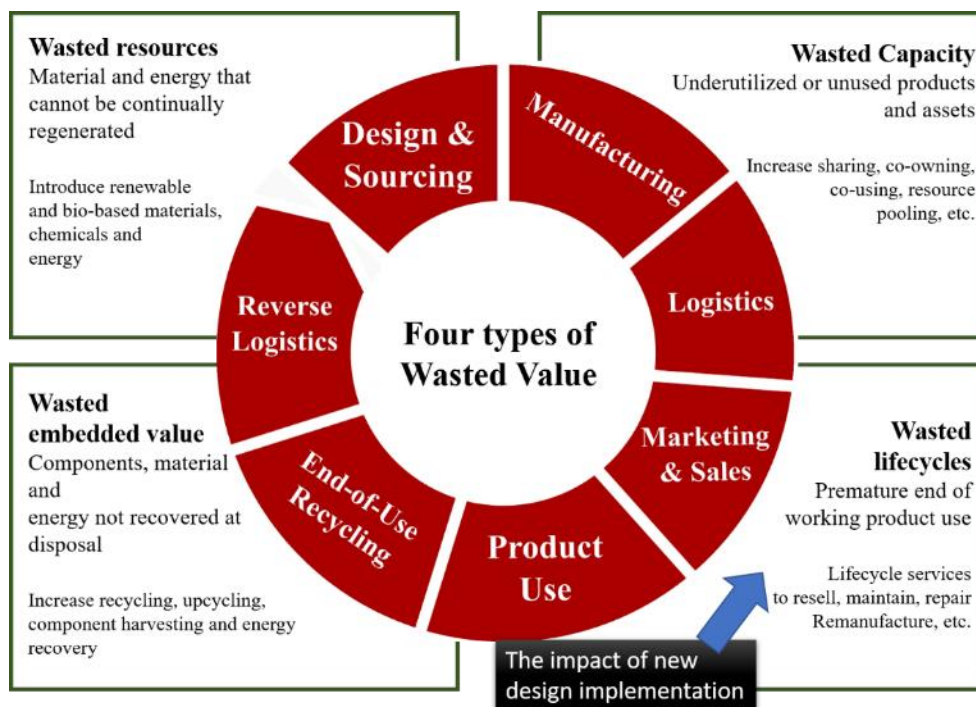 Wasted resources
Material and energy that
cannot be continually
regenerated
Introduce renewable
and bio-based materials,
chemicals and
energy
Wasted Capacity
Underutilized or unused products
and assets
Increase sharing, co-owning,
co-using, resource
pooling, etc.
Design &
Sourcing
Manufacturing
Logistics
Marketing
& Sales
Product
Use
End-of-Use
Recycling
Reverse
Logistics
Four types of
Wasted Value
Wasted
embedded value
Components, material
and
energy not recovered at
disposal
Increase recycling, upcycling,
component harvesting and energy
recovery
Wasted
lifecycles
Premature end of
working product use
Lifecycle services
to resell, maintain, repair
Remanufacture, etc.
The impact of new
design implementation